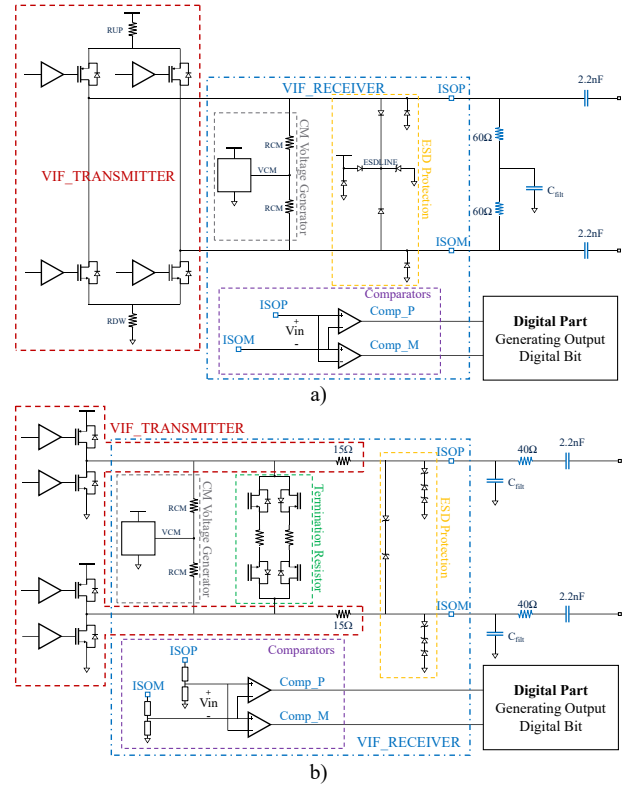 RUP
VIF_RECEIVER
ISOP
2.2nF
VIF_TRANSMITTER
CM Voltage Generator
RCM
VCM
RCM
ESDLINE
ESD Protection
60Ω
60Ω
C_filt
ISOM
2.2nF
RDW
Comparators
ISOP
+
Vin
-
ISOM
Comp_P
Comp_M
Digital Part
Generating Output
Digital Bit
a)
VIF_TRANSMITTER
15Ω
ISOP
40Ω
2.2nF
C_filt
CM Voltage Generator
RCM
VCM
RCM
Termination Resistor
ESD Protection
15Ω
ISOM
40Ω
2.2nF
C_filt
ISOP
Comparators
ISOM
+
Vin
-
Comp_P
Comp_M
Digital Part
Generating Output
Digital Bit
VIF_RECEIVER
b)